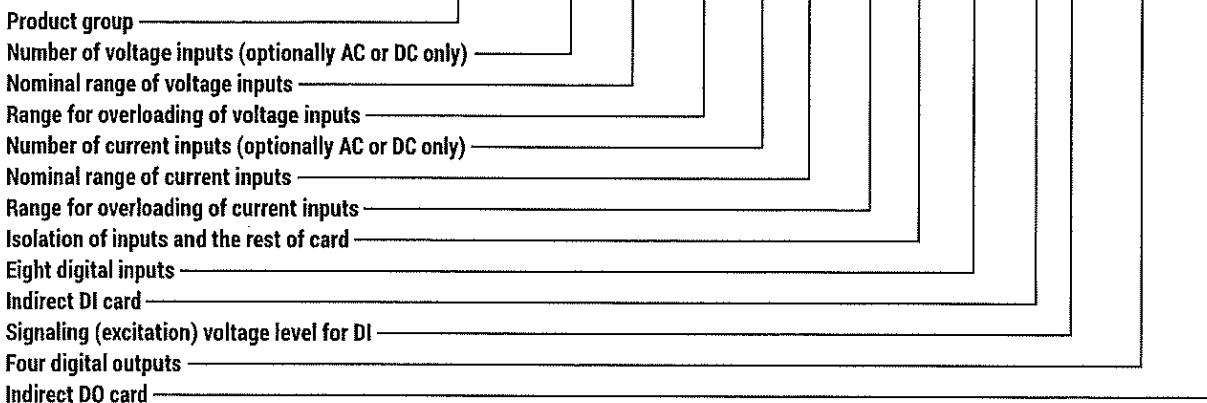 Product group
Number of voltage inputs (optionally AC or DC only)
Nominal range of voltage inputs
Range for overloading of voltage inputs
Number of current inputs (optionally AC or DC only)
Nominal range of current inputs
Range for overloading of current inputs
Isolation of inputs and the rest of card
Eight digital inputs
Indirect DI card
Signaling (excitation) voltage level for DI
Four digital outputs
Indirect DO card